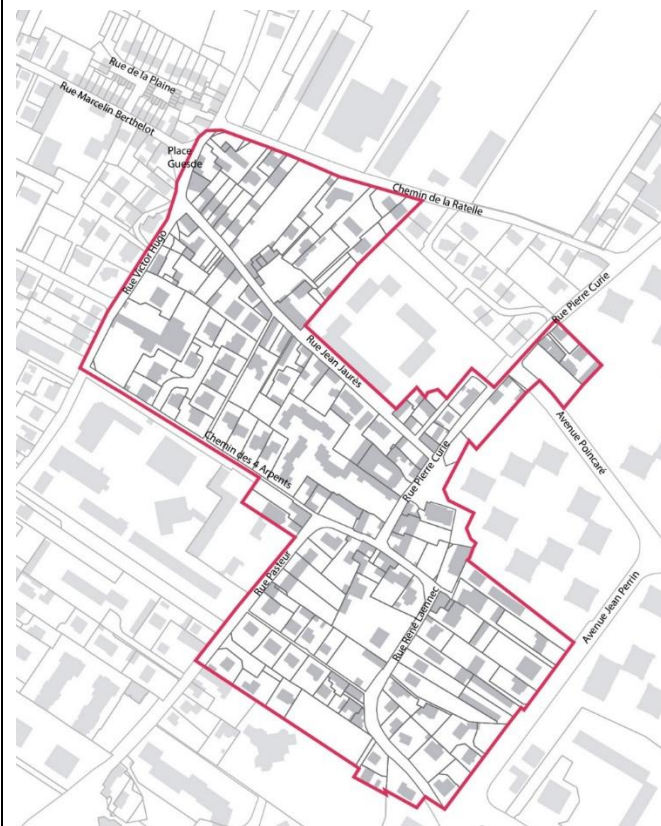 Rue de la Plaine
Rue Marcelin Berthelot
Place
Guesde
Chemin de la Ratelle
Rue Victor Hugo
Rue Pierre Curie
Rue Jean Jaurés
Avenue Poincaré
Chemin des 4 Arpents
Rue Pierre Curie
Rue Pasteur
Rue René Laennec
Avenue Jean Perrin